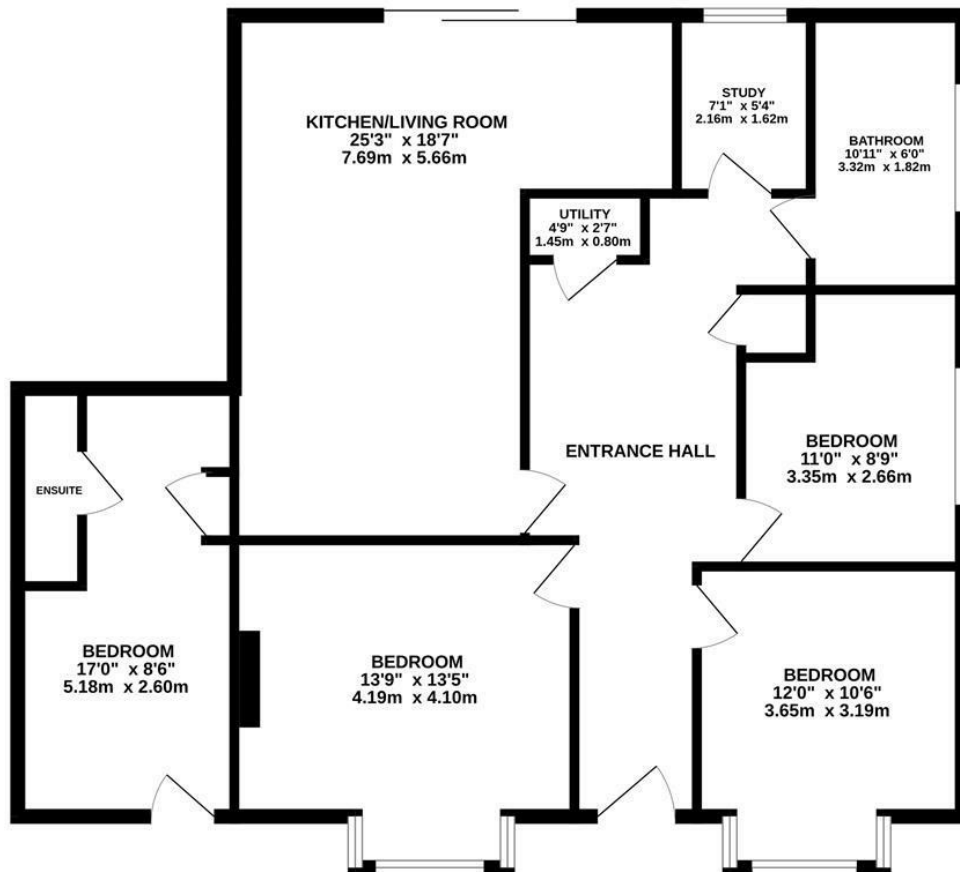 KITCHEN/LIVING ROOM
25'3" x 18'7"
7.69m x 5.66m
STUDY
7'1" x 5'4"
2.16m x 1.62m
BATHROOM
10'11" x 6'0"
3.32m x 1.82m
UTILITY
4'9" x 2'7"
1.45m x 0.80m
ENTRANCE HALL
BEDROOM
11'0" x 8'9"
3.35m x 2.66m
ENSUITE
BEDROOM
17'0" x 8'6"
5.18m x 2.60m
BEDROOM
13'9" x 13'5"
4.19m x 4.10m
BEDROOM
12'0" x 10'6"
3.65m x 3.19m